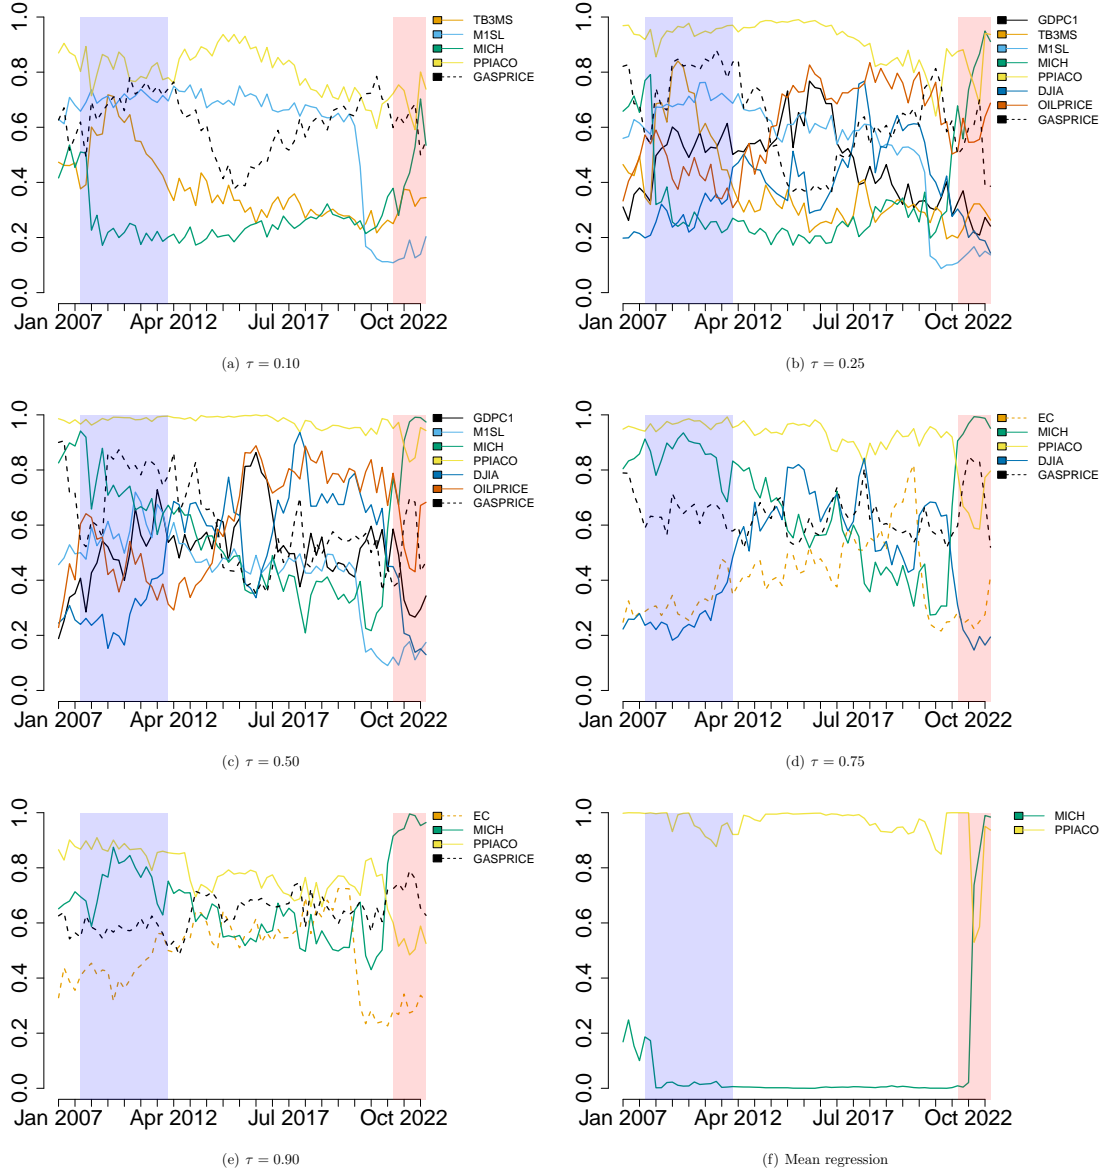 0.0 0.2 0.4 0.6 0.8 1.0
TB3MS
M1SL
MICH
PPIACO
GASPRICE
Jan 2007 Apr 2012 Jul 2017 Oct 2022
(a) τ = 0.10
0.0 0.2 0.4 0.6 0.8 1.0
GDPC1
TB3MS
M1SL
MICH
PPIACO
DJIA
OILPRICE
GASPRICE
Jan 2007 Apr 2012 Jul 2017 Oct 2022
(b) τ = 0.25
0.0 0.2 0.4 0.6 0.8 1.0
GDPC1
M1SL
MICH
PPIACO
DJIA
OILPRICE
GASPRICE
Jan 2007 Apr 2012 Jul 2017 Oct 2022
(c) τ = 0.50
0.0 0.2 0.4 0.6 0.8 1.0
EC
MICH
PPIACO
DJIA
GASPRICE
Jan 2007 Apr 2012 Jul 2017 Oct 2022
(d) τ = 0.75
0.0 0.2 0.4 0.6 0.8 1.0
EC
MICH
PPIACO
GASPRICE
Jan 2007 Apr 2012 Jul 2017 Oct 2022
(e) τ = 0.90
0.0 0.2 0.4 0.6 0.8 1.0
MICH
PPIACO
Jan 2007 Apr 2012 Jul 2017 Oct 2022
(f) Mean regression